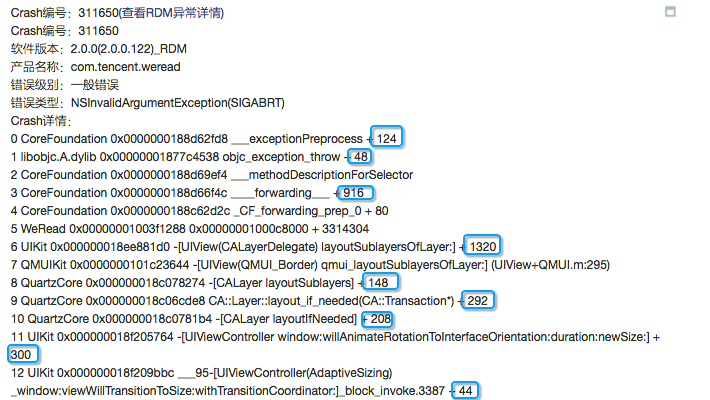 Crash编号：311650(查看RDM异常详情)
Crash编号：311650
软件版本：2.0.0(2.0.0.122)_RDM
产品名称：com.tencent.weread
错误级别：一般错误
错误类型：NSInvalidArgumentException(SIGABRT)
Crash详情：
0 CoreFoundation 0x0000000188d62fd8 ___exceptionPreprocess + 124
1 libobjc.A.dylib 0x00000001877c4538 objc_exception_throw + 48
2 CoreFoundation 0x0000000188d69ef4 ___methodDescriptionForSelector
3 CoreFoundation 0x0000000188d66f4c ____forwarding___ + 916
4 CoreFoundation 0x0000000188c62d2c _CF_forwarding_prep_0 + 80
5 WeRead 0x00000001003f1288 0x00000001000c8000 + 3314304
6 UIKit 0x000000018ee881d0 -[UIView(CALayerDelegate) layoutSublayersOfLayer:] + 1320
7 QMUIKit 0x0000000101c23644 -[UIView(QMUI_Border) qmui_layoutSublayersOfLayer:] (UIView+QMUI.m:295)
8 QuartzCore 0x000000018c078274 -[CALayer layoutSublayers] + 148
9 QuartzCore 0x000000018c06cde8 CA::Layer::layout_if_needed(CA::Transaction*) + 292
10 QuartzCore 0x000000018c0781b4 -[CALayer layoutIfNeeded] + 208
11 UIKit 0x000000018f205764 -[UIViewController window:willAnimateRotationToInterfaceOrientation:duration:newSize:] +
300
12 UIKit 0x000000018f209bbc ___95-[UIViewController(AdaptiveSizing)
_window:viewWillTransitionToSize:withTransitionCoordinator:]_block_invoke.3387 + 44